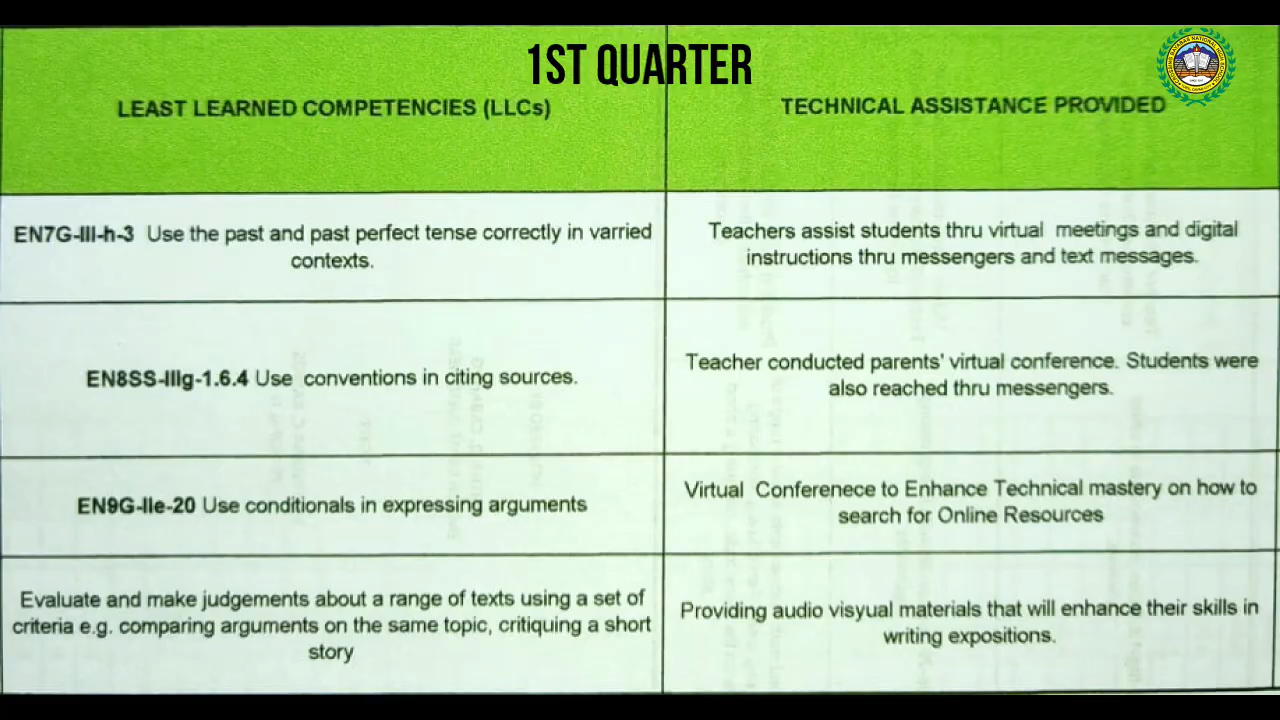 1ST QUARTER
LEAST LEARNED COMPETENCIES (LLCs)
TECHNICAL ASSISTANCE PROVIDED
EN7G-III-h-3 Use the past and past perfect tense correctly in varried
contexts.
Teachers assist students thru virtual meetings and digital
instructions thru messengers and text messages.
EN8SS-IIIg-1.6.4 Use conventions in citing sources.
Teacher conducted parents' virtual conference. Students were
also reached thru messengers.
EN9G-IIe-20 Use conditionals in expressing arguments
Virtual Conferenece to Enhance Technical mastery on how to
search for Online Resources
Evaluate and make judgements about a range of texts using a set of
criteria e.g. comparing arguments on the same topic, critiquing a short
story
Providing audio visyual materials that will enhance their skills in
writing expositions.